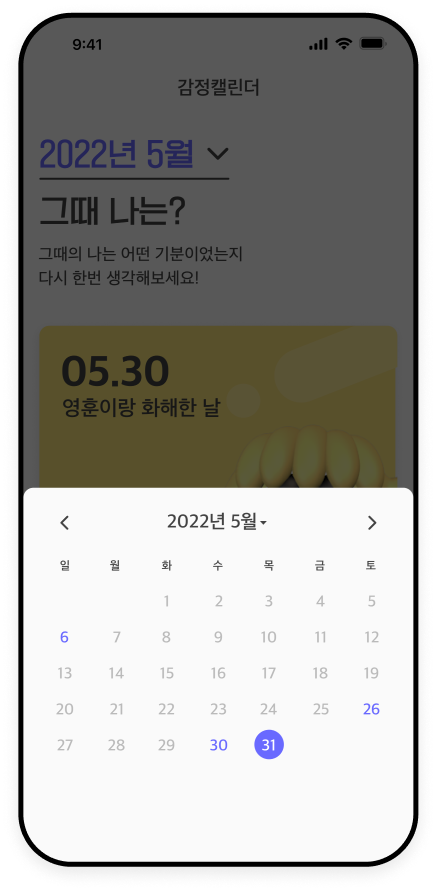 9:41
감정캘린더
2022년 5월
그때 나는?
그때의 나는 어떤 기분이었는지
다시 한번 생각해보세요!
05.30
영훈이랑 화해한 날
2022년 5월
일 월 화 수 목 금 토
1 2 3 4 5
6 7 8 9 10 11 12
13 14 15 16 17 18 19
20 21 22 23 24 25 26
27 28 29 30 31